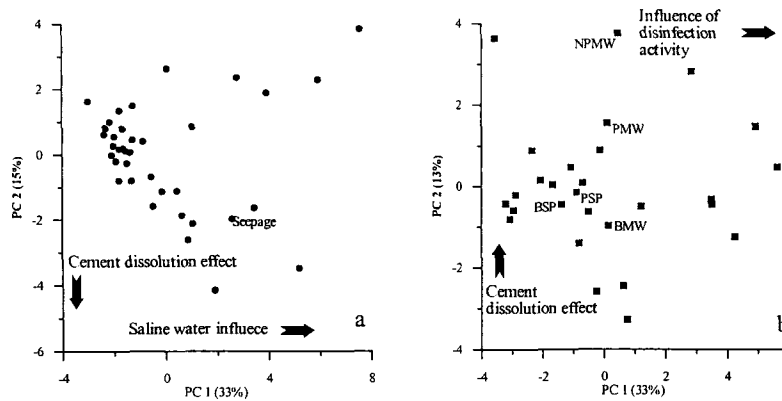 4
2
0
-2
-4
-6
PC 2 (15%)
Seepage
Cement dissolution effect
Saline water influece
a
-4
0
4
8
PC 1 (33%)
4
2
0
-2
-4
PC 2 (13%)
Influence of
disinfection
activity
NPMW
PMW
BSP
PSP
BMW
Cement
dissolution effect
b
-4
-2
0
2
4
6
PC 1 (33%)